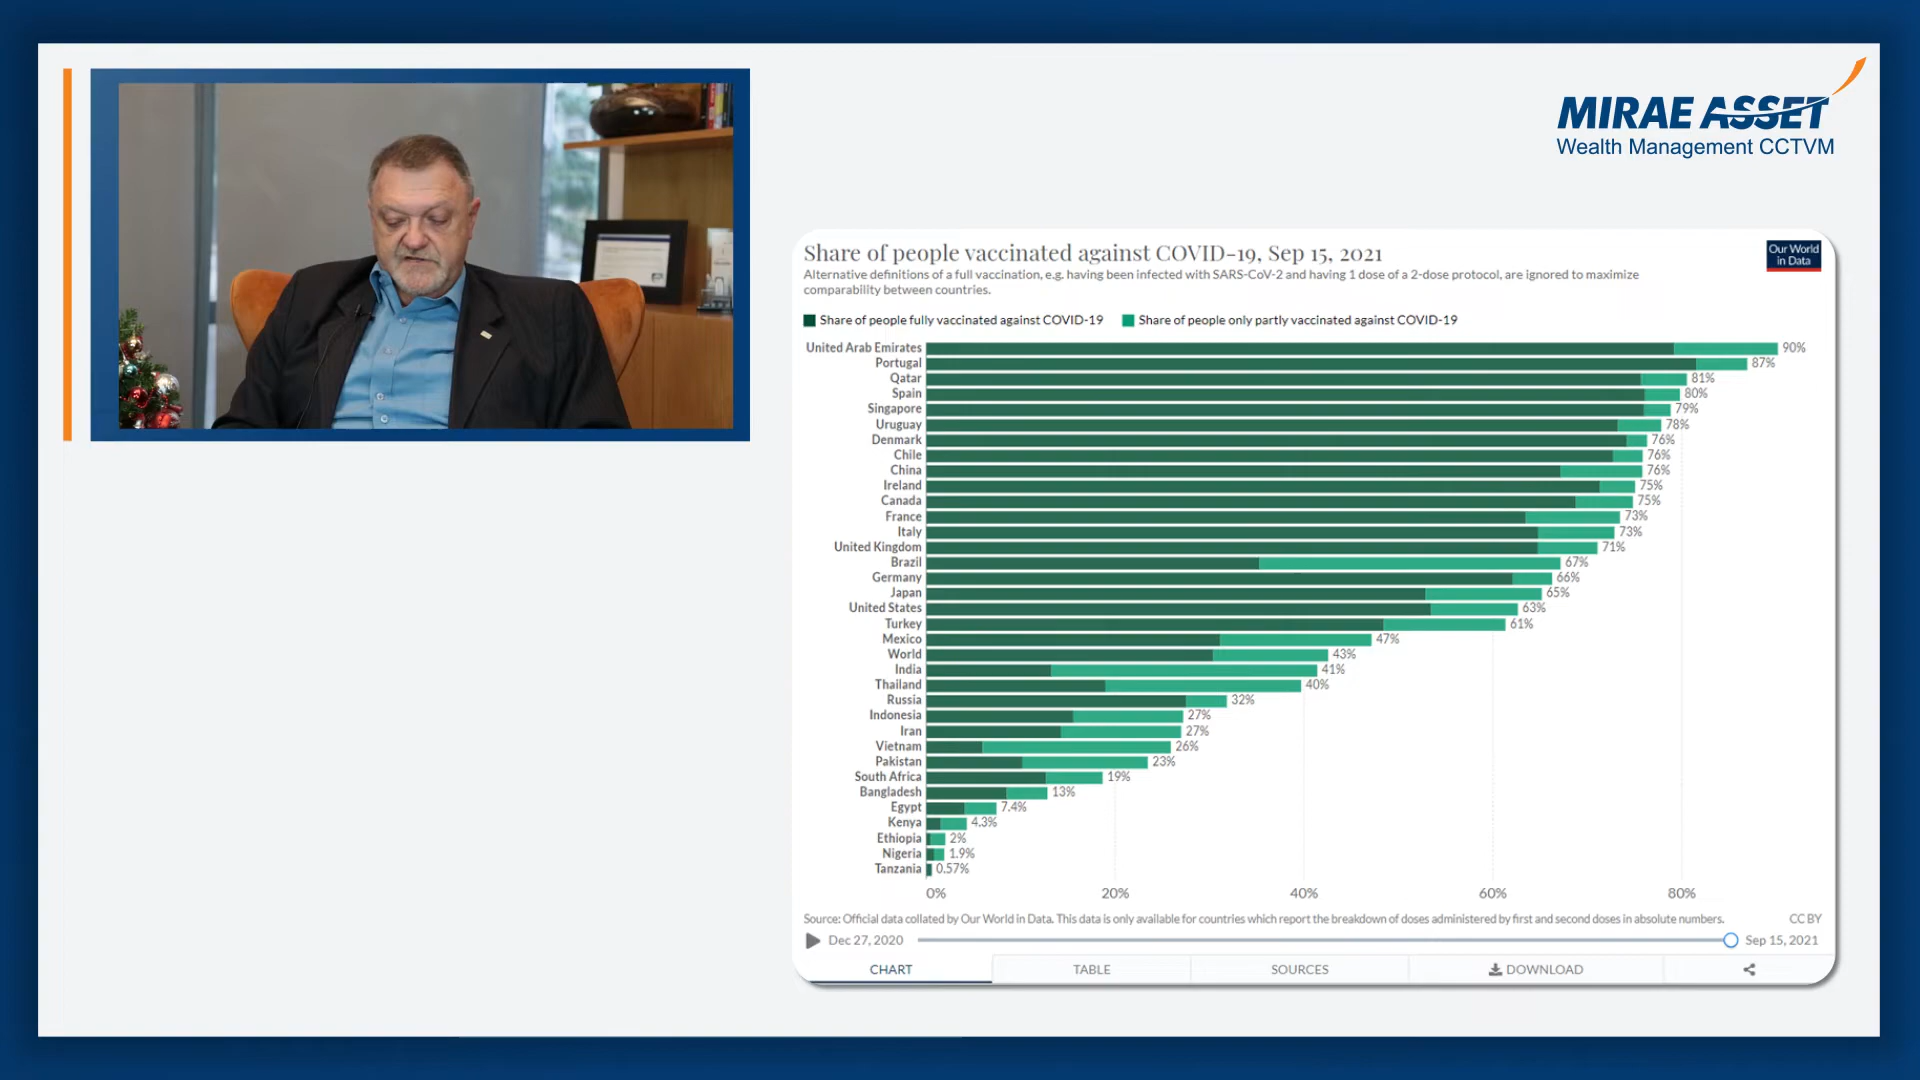 MIRAE ASSET
Wealth Management CCTVM
Share of people vaccinated against COVID-19, Sep 15, 2021
Our World
in Data
Alternative definitions of a full vaccination, e.g. having been infected with SARS-CoV-2 and having 1 dose of a 2-dose protocol, are ignored to maximize
comparability between countries.
Share of people fully vaccinated against COVID-19 Share of people only partly vaccinated against COVID-19
United Arab Emirates 90%
Portugal 87%
Qatar 81%
Spain 80%
Singapore 79%
Uruguay 78%
Denmark 76%
Chile 76%
China 76%
Ireland 75%
Canada 75%
France 73%
Italy 73%
United Kingdom 71%
Brazil 67%
Germany 66%
Japan 65%
United States 63%
Turkey 61%
Mexico 47%
World 43%
India 41%
Thailand 40%
Russia 32%
Indonesia 27%
Iran 27%
Vietnam 26%
Pakistan 23%
South Africa 19%
Bangladesh 13%
Egypt 7.4%
Kenya 4.3%
Ethiopia 2%
Nigeria 1.9%
Tanzania 0.57%
0% 20% 40% 60% 80%
Source: Official data collated by Our World in Data. This data is only available for countries which report the breakdown of doses administered by first and second doses in absolute numbers. CC BY
Dec 27, 2020 Sep 15, 2021
CHART TABLE SOURCES DOWNLOAD